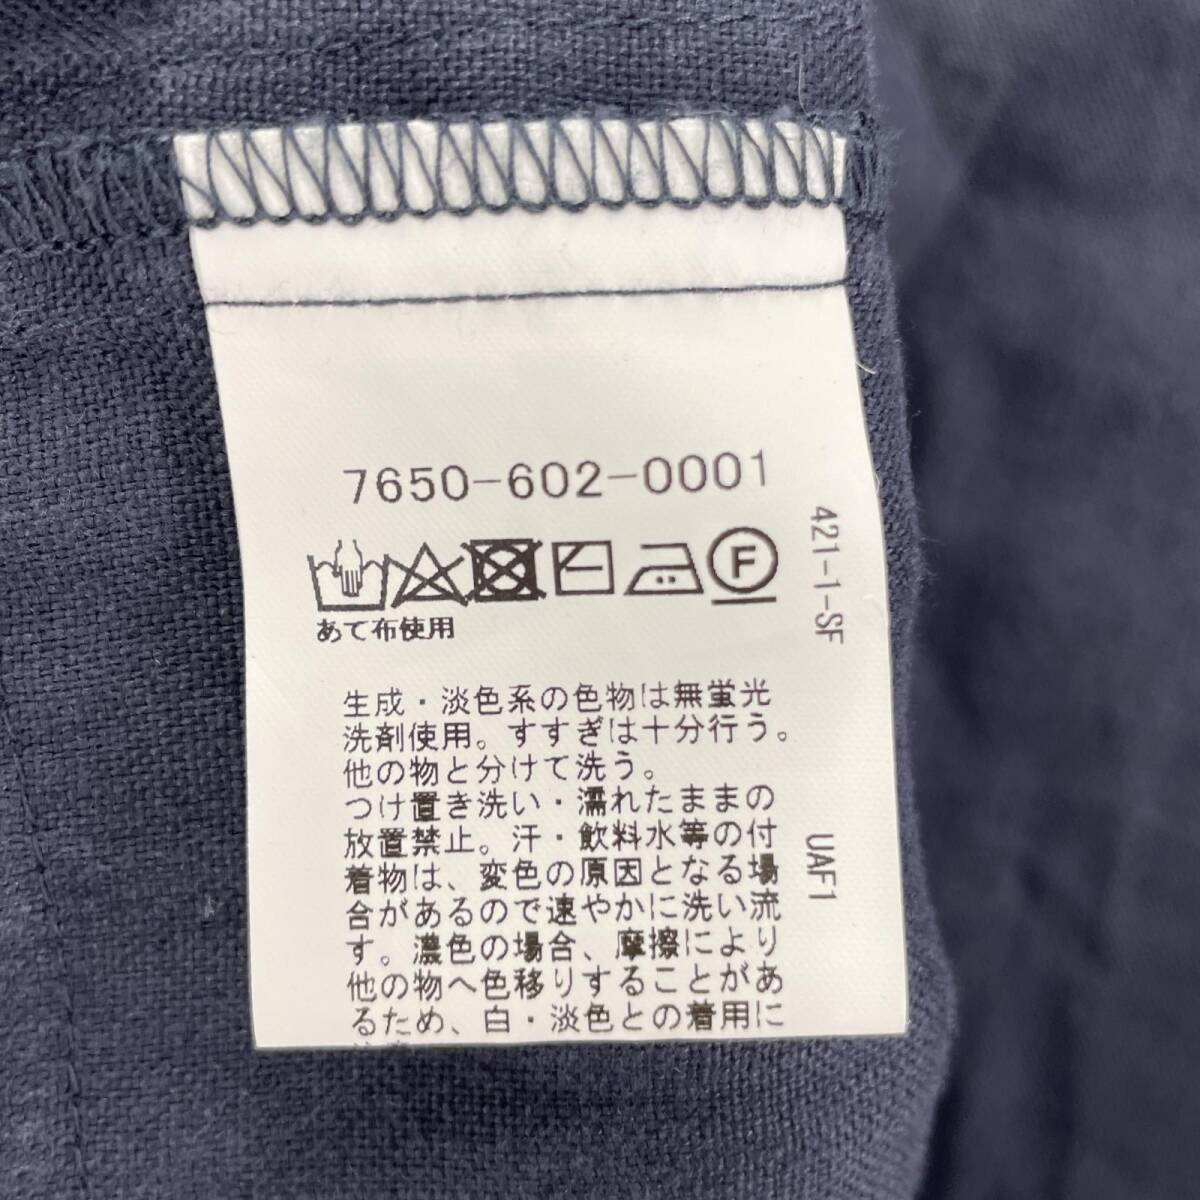 7650-602-0001
F
あて布使用
生成・淡色系の色物は無蛍光
洗剤使用。すすぎは十分行う。
他の物と分けて洗う。
つけ置き洗い・濡れたままの
放置禁止。汗・飲料水等の付
着物は、変色の原因となる場
合があるので速やかに洗い流
す。濃色の場合、摩擦により
他の物へ色移りすることがあ
るため、白・淡色との着用に
421-1-SF
UAF1